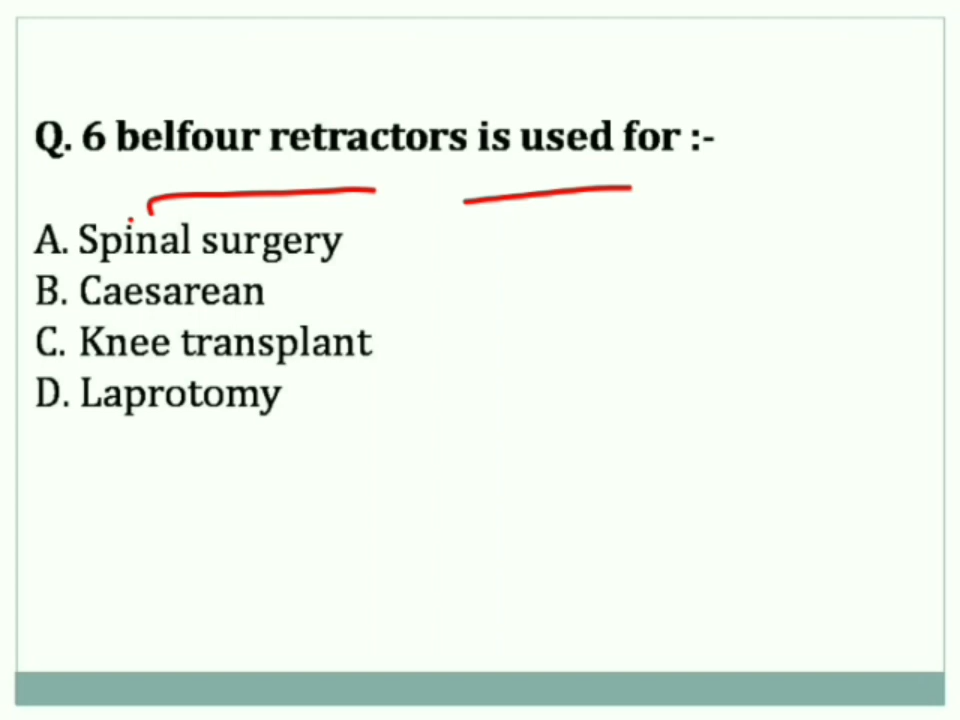 Q. 6 belfour retractors is used for :-
A. Spinal surgery
B. Caesarean
C. Knee transplant
D. Laprotomy